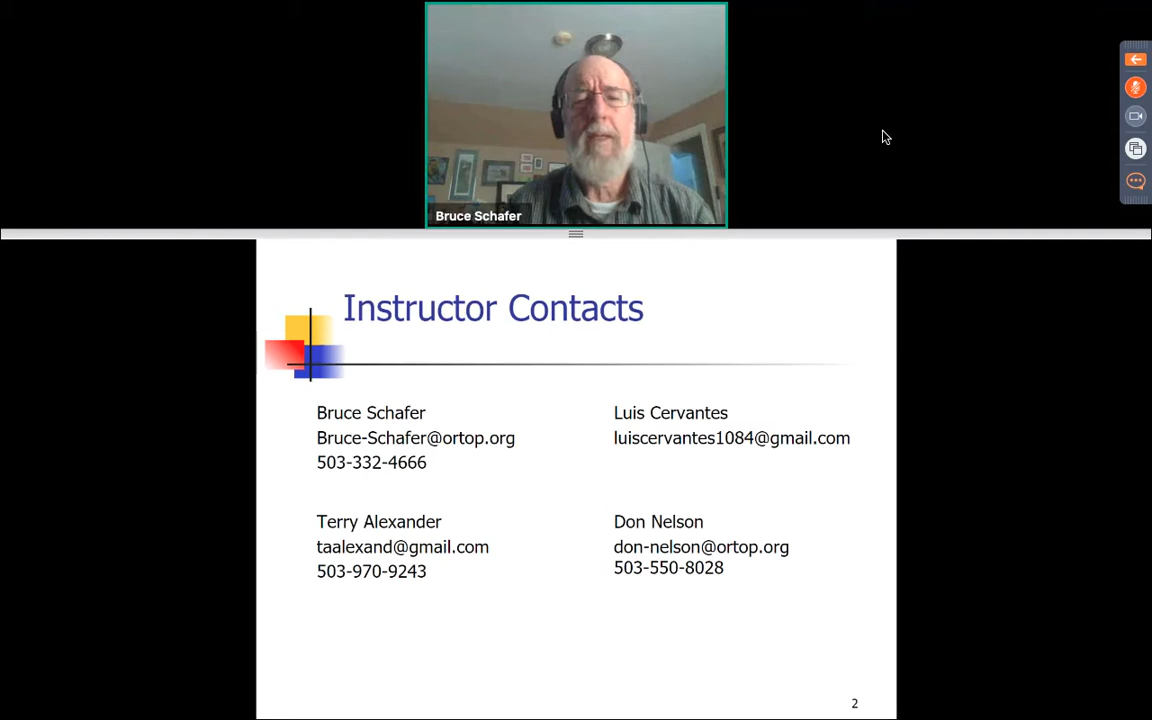 Bruce Schafer
Instructor Contacts
Bruce Schafer
Bruce-Schafer@ortop.org
503-332-4666
Luis Cervantes
luiscervantes1084@gmail.com
Terry Alexander
taalexand@gmail.com
503-970-9243
Don Nelson
don-nelson@ortop.org
503-550-8028
2